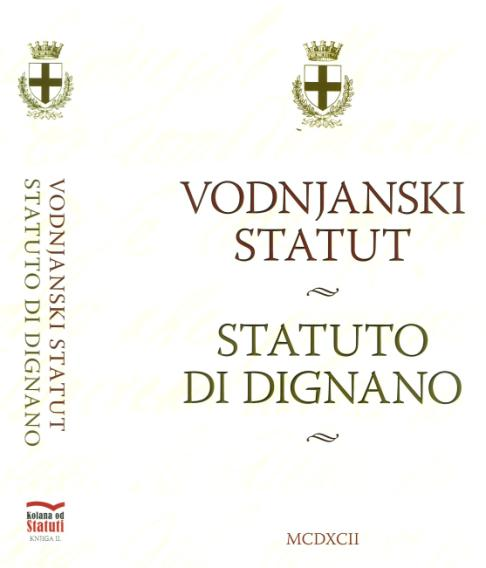 VODNJANSKI STATUT
STATUTO DI DIGNANO
Kolana od
Statuti
KNJIGA II.
VODNJANSKI
STATUT
~
STATUTO
DI DIGNANO
~
MCDXCII